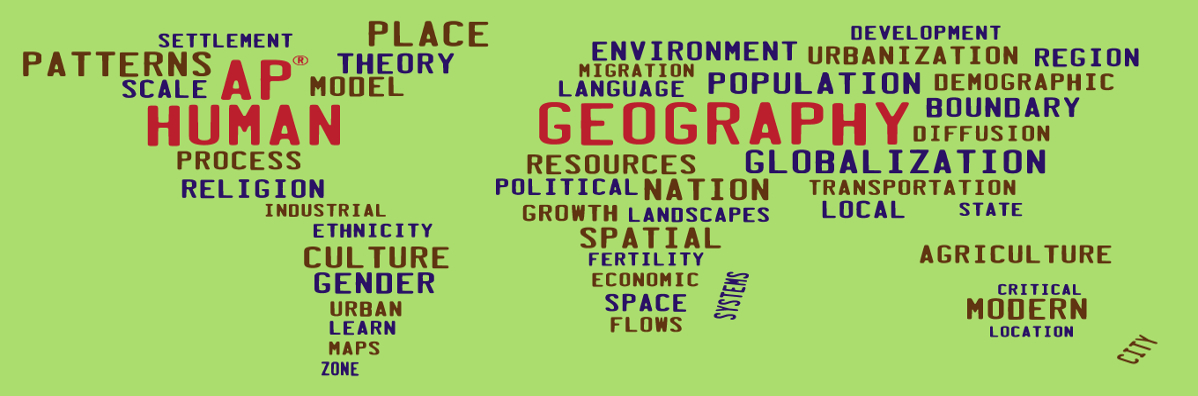 SETTLEMENT
PLACE
PATTERNS
AP®
THEORY
SCALE
MODEL
HUMAN
PROCESS
RELIGION
INDUSTRIAL
ETHNICITY
CULTURE
GENDER
URBAN
LEARN
MAPS
ZONE
DEVELOPMENT
ENVIRONMENT
URBANIZATION
REGION
MIGRATION
LANGUAGE
POPULATION
DEMOGRAPHIC
GEOGRAPHY
BOUNDARY
DIFFUSION
RESOURCES
GLOBALIZATION
POLITICAL
NATION
TRANSPORTATION
GROWTH
LANDSCAPES
LOCAL
STATE
SPATIAL
FERTILITY
ECONOMIC
SPACE
SYSTEMS
FLOWS
AGRICULTURE
CRITICAL
MODERN
LOCATION
CITY